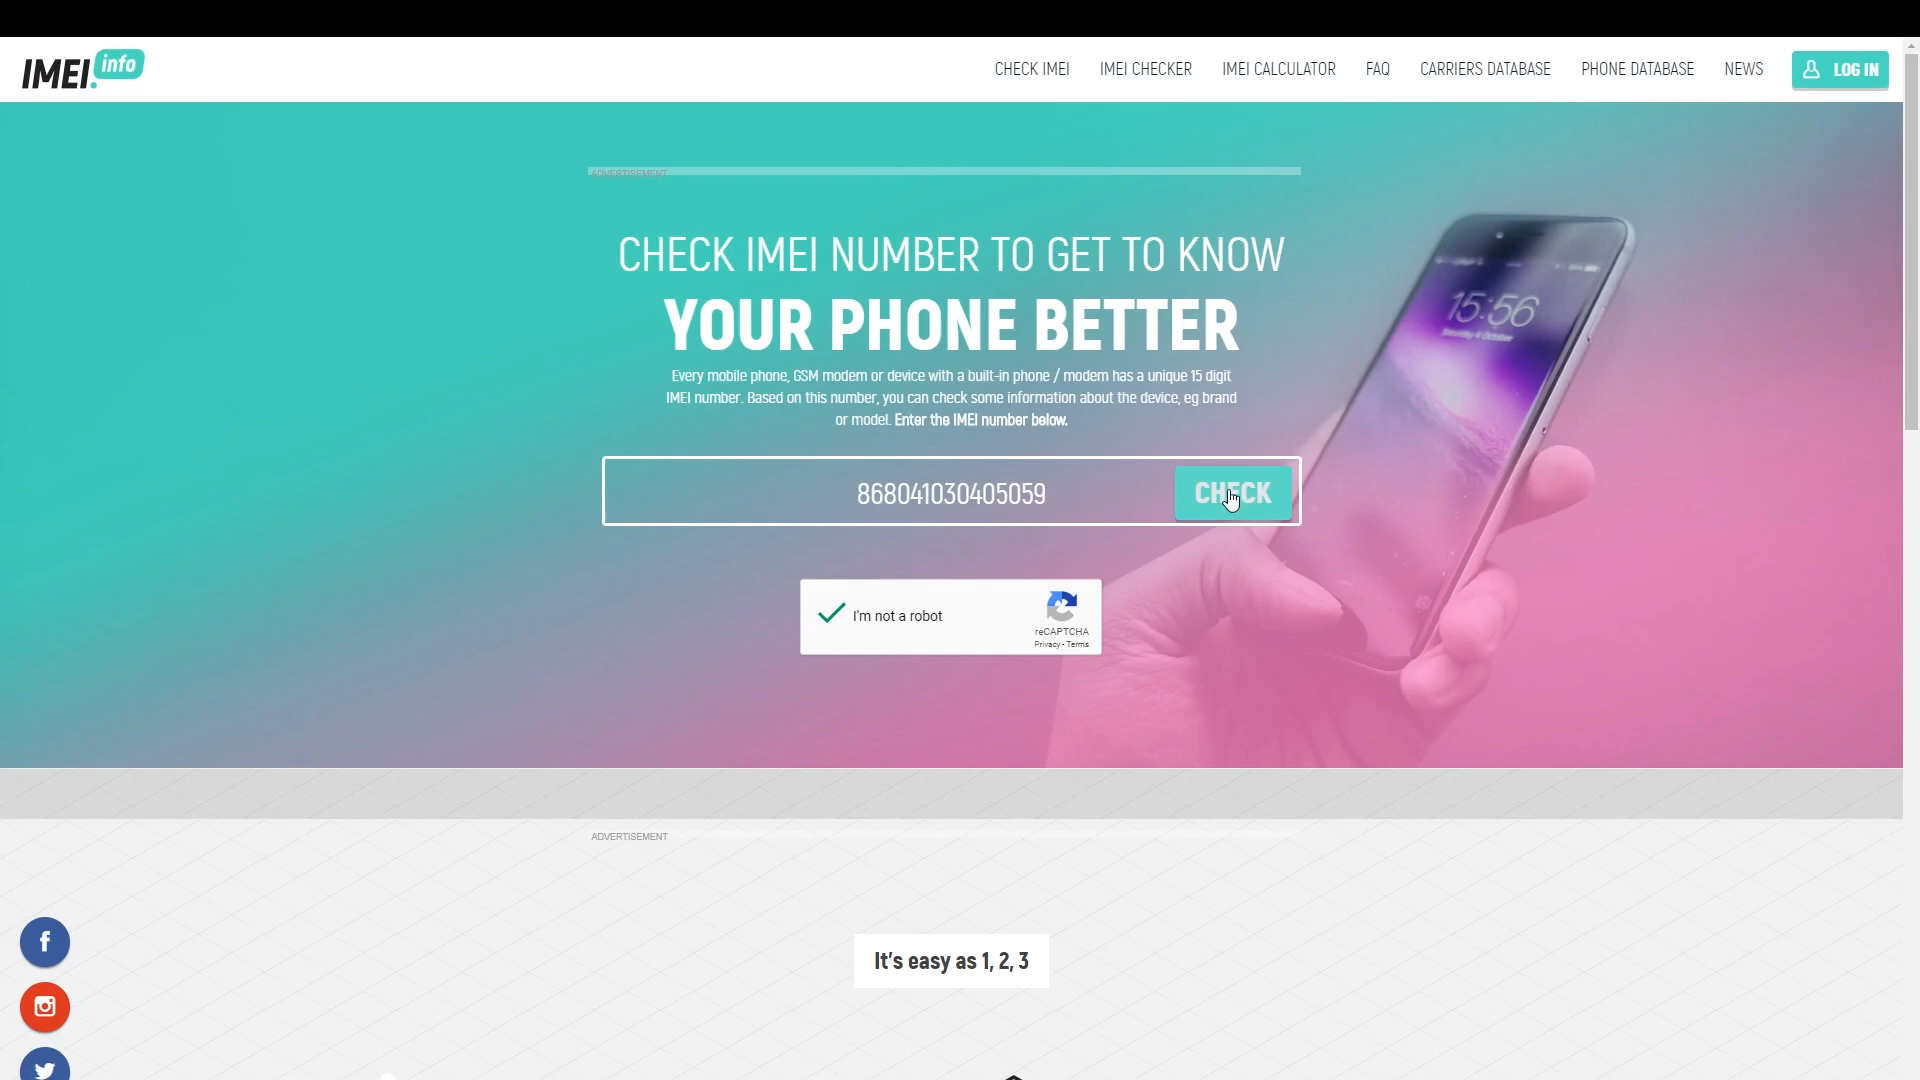 IMEI.info
CHECK IMEI
IMEI CHECKER
IMEI CALCULATOR
FAQ
CARRIERS DATABASE
PHONE DATABASE
NEWS
LOG IN
ADVERTISEMENT
CHECK IMEI NUMBER TO GET TO KNOW
YOUR PHONE BETTER
Every mobile phone, GSM modem or device with a built-in phone / modem has a unique 15 digit
IMEI number. Based on this number, you can check some information about the device, eg brand
or model. Enter the IMEI number below.
868041030405059
CHECK
I'm not a robot
reCAPTCHA
Privacy - Terms
15:56
ADVERTISEMENT
It's easy as 1, 2, 3